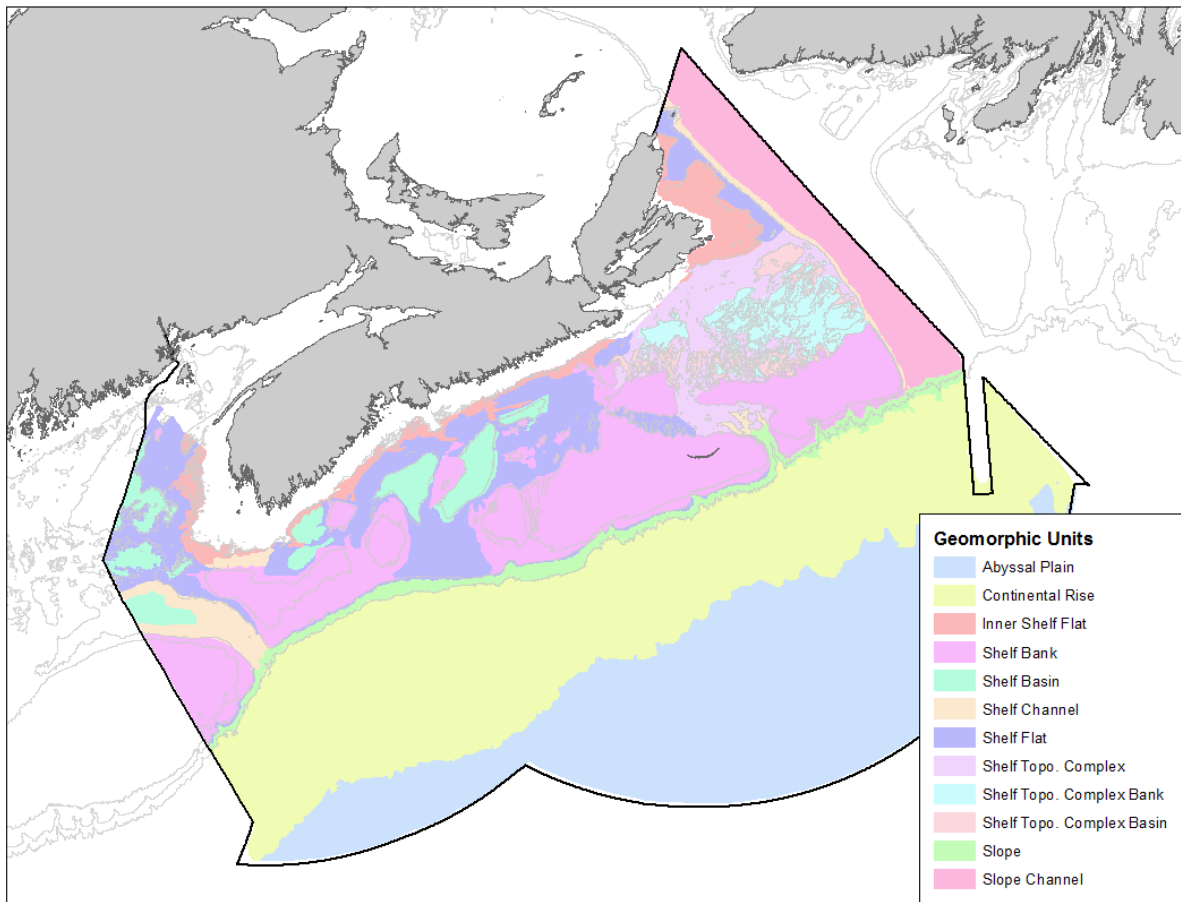 Geomorphic Units
Abyssal Plain
Continental Rise
Inner Shelf Flat
Shelf Bank
Shelf Basin
Shelf Channel
Shelf Flat
Shelf Topo. Complex
Shelf Topo. Complex Bank
Shelf Topo. Complex Basin
Slope
Slope Channel